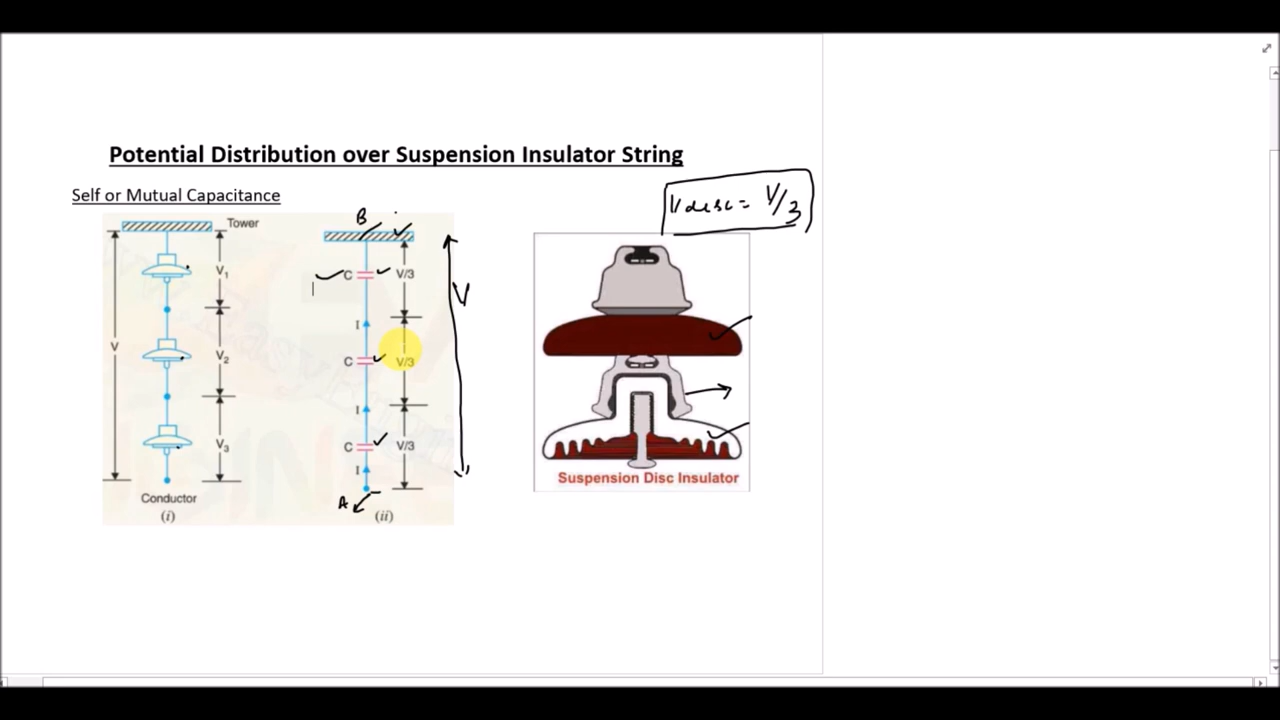 Potential Distribution over Suspension Insulator String
Self or Mutual Capacitance
V disc = V/3
Tower
V
V1
V2
V3
Conductor
(i)
B
C
V/3
I
C
V/3
I
C
V/3
I
A
(ii)
V
Suspension Disc Insulator